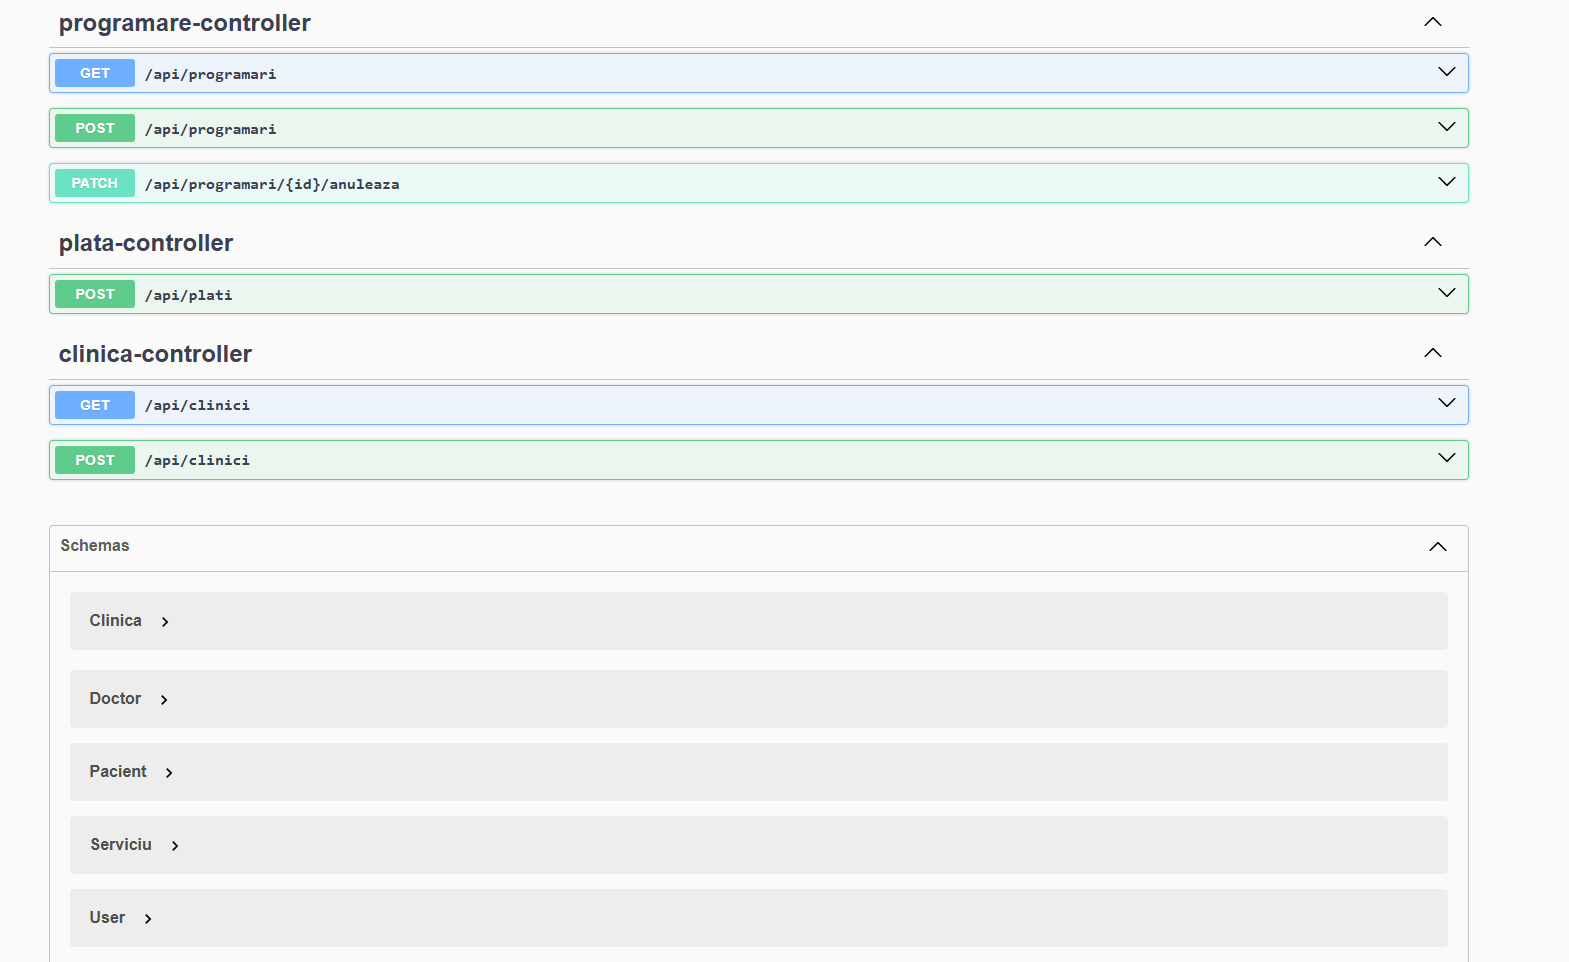 programare-controller
GET /api/programari
POST /api/programari
PATCH /api/programari/{id}/anuleaza
plata-controller
POST /api/plati
clinica-controller
GET /api/clinici
POST /api/clinici
Schemas
Clinica
Doctor
Pacient
Serviciu
User